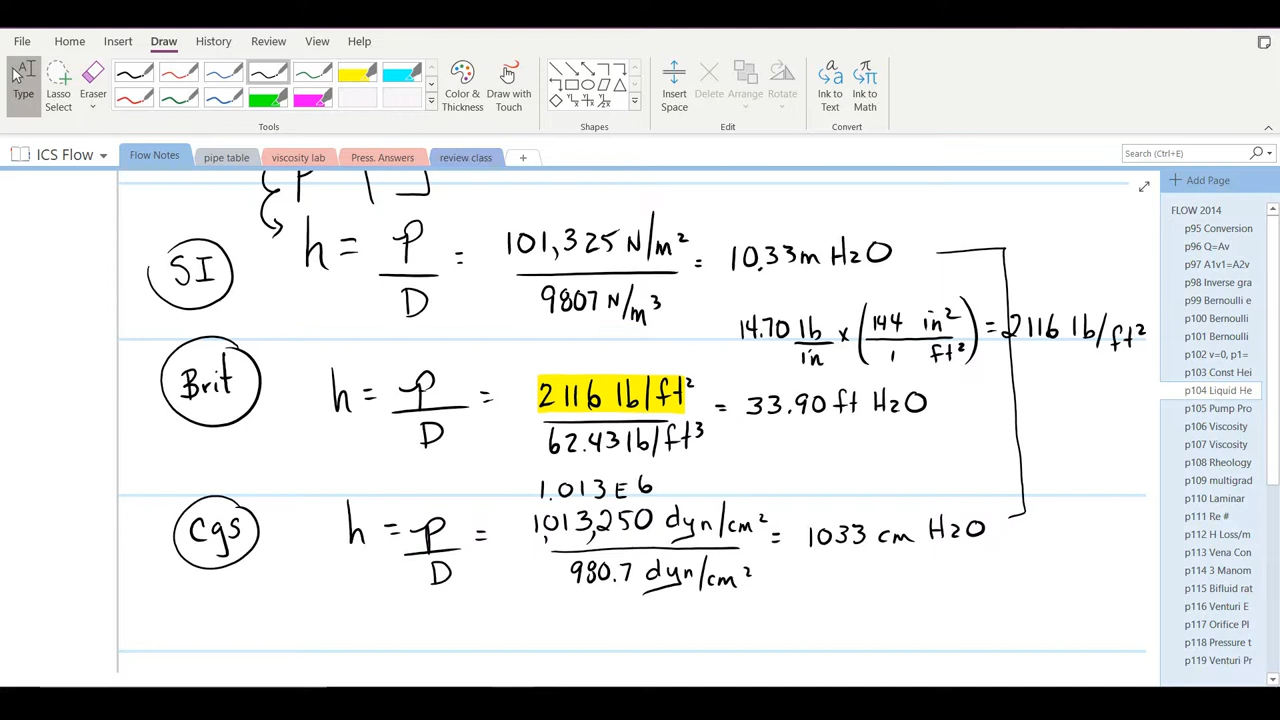 File Home Insert Draw History Review View Help
Type Lasso Select Eraser Color & Thickness Draw with Touch Insert Space Delete Arrange Rotate Ink to Text Ink to Math
Tools Shapes Edit Convert
ICS Flow Flow Notes pipe table viscosity lab Press. Answers review class + Search (Ctrl+E)
+ Add Page
FLOW 2014
p95 Conversion
p96 Q=Av
p97 A1v1=A2v
p98 Inverse gra
p99 Bernoulli e
p100 Bernoulli
p101 Bernoulli
p102 v=0, p1=
p103 Const Hei
p104 Liquid He
p105 Pump Pro
p106 Viscosity
p107 Viscosity
p108 Rheology
p109 multigrad
p110 Laminar
p111 Re #
p112 H Loss/m
p113 Vena Con
p114 3 Manom
p115 Bifluid rat
p116 Venturi E
p117 Orifice Pl
p118 Pressure t
p119 Venturi Pr
SI h = p/D = 101,325 N/m² / 9807 N/m³ = 10.33m H2O
14.70 lb/in x (144 in²/1 ft²) = 2116 lb/ft²
Brit h = p/D = 2116 lb/ft² / 62.43 lb/ft³ = 33.90 ft H2O
1.013 E 6
Cgs h = p/D = 1,013,250 dyn/cm² / 980.7 dyn/cm² = 1033 cm H2O